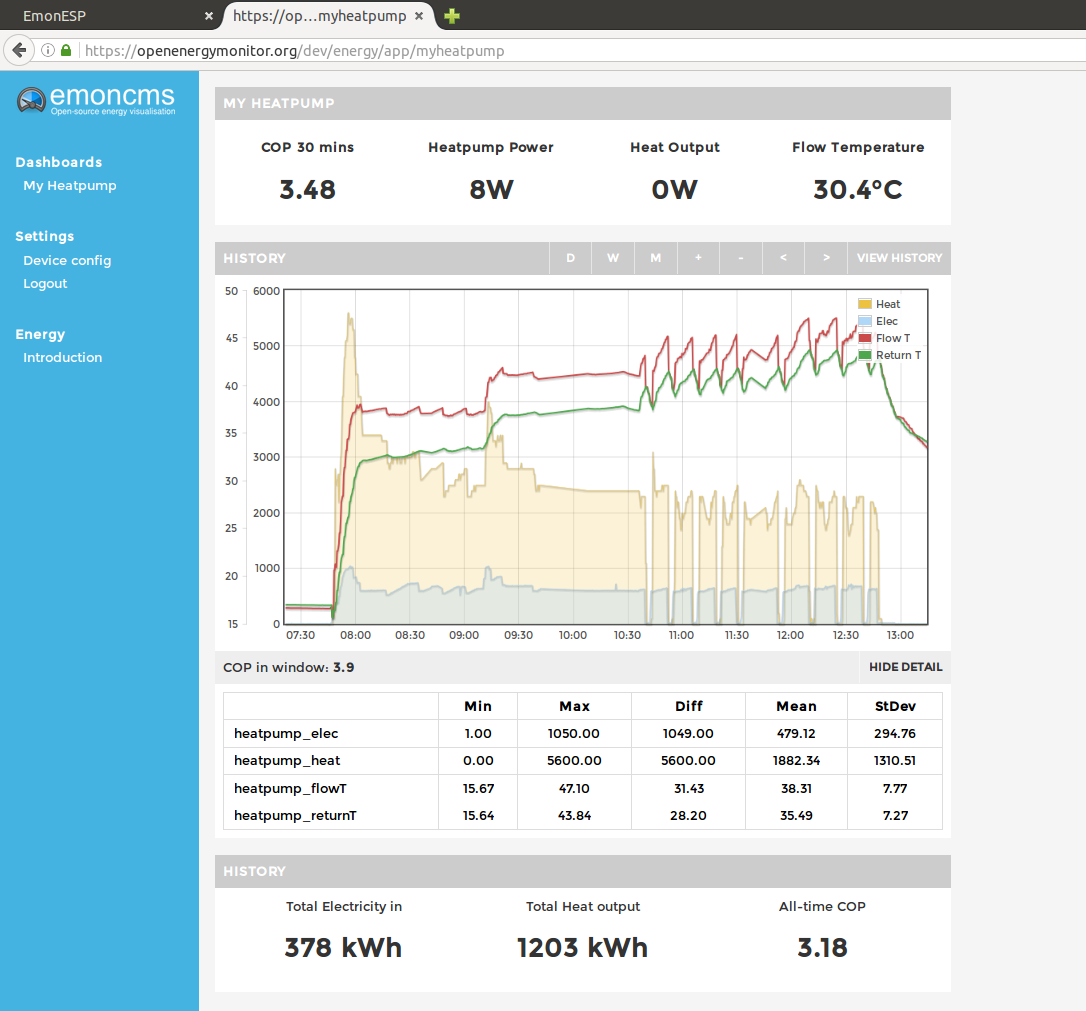 EmonESP × https://op...myheatpump ×
https://openenergymonitor.org/dev/energy/app/myheatpump
emoncms
Open-source energy visualisation
Dashboards
My Heatpump
Settings
Device config
Logout
Energy
Introduction
MY HEATPUMP
COP 30 mins Heatpump Power Heat Output Flow Temperature
3.48 8W 0W 30.4°C
HISTORY D W M + - < > VIEW HISTORY
50 6000
Heat
Elec
45 Flow T
5000
Return T
40
4000
35
3000
30
2000
25
20 1000
15 0
07:30 08:00 08:30 09:00 09:30 10:00 10:30 11:00 11:30 12:00 12:30 13:00
COP in window: 3.9 HIDE DETAIL
Min Max Diff Mean StDev
heatpump_elec 1.00 1050.00 1049.00 479.12 294.76
heatpump_heat 0.00 5600.00 5600.00 1882.34 1310.51
heatpump_flowT 15.67 47.10 31.43 38.31 7.77
heatpump_returnT 15.64 43.84 28.20 35.49 7.27
HISTORY
Total Electricity in Total Heat output All-time COP
378 kWh 1203 kWh 3.18